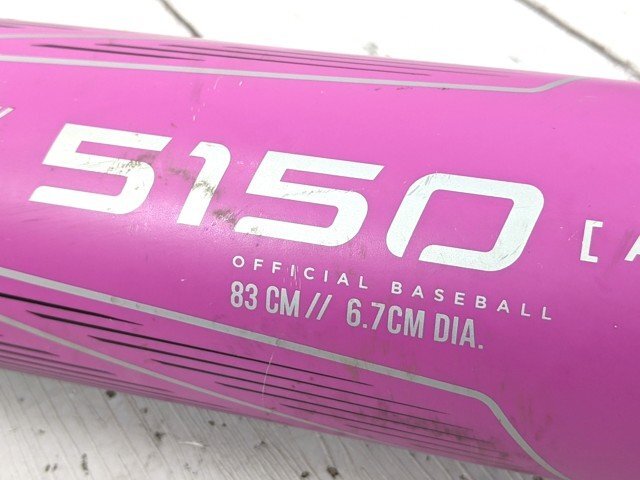 5150
[
OFFICIAL BASEBALL
83 CM// 6.7CM DIA.